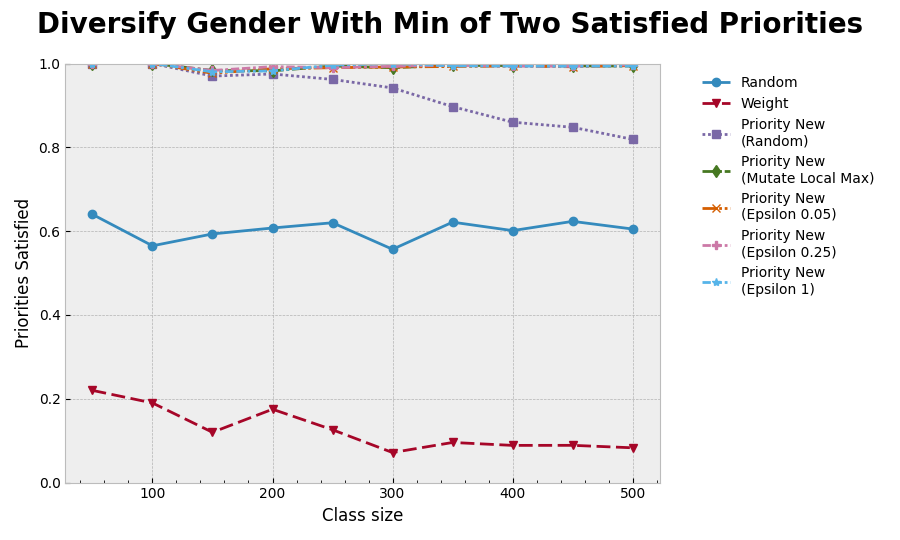 Diversify Gender With Min of Two Satisfied Priorities
1.0
0.8
0.6
0.4
0.2
0.0
Priorities Satisfied
100
200
300
400
500
Class size
Random
Weight
Priority New
(Random)
Priority New
(Mutate Local Max)
Priority New
(Epsilon 0.05)
Priority New
(Epsilon 0.25)
Priority New
(Epsilon 1)